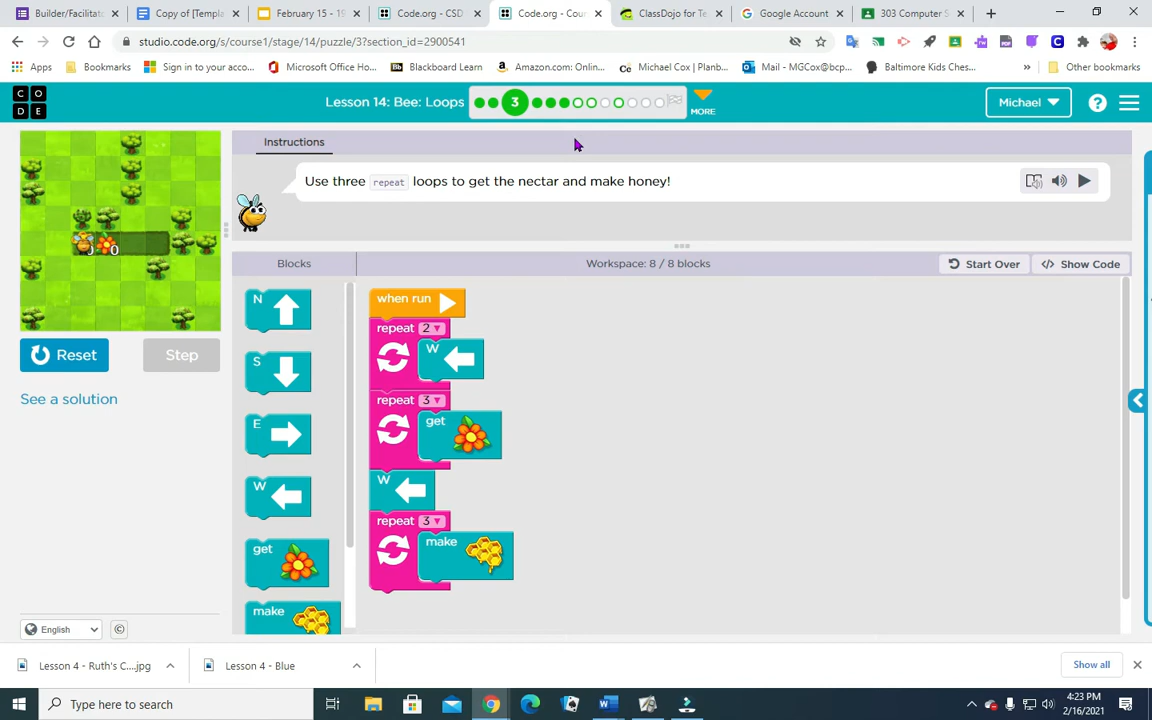 Builder/Facilitato
Copy of [Templa
February 15 - 19
Code.org - CSD
Code.org - Cour
ClassDojo for Te
Google Account
303 Computer S
studio.code.org/s/course1/stage/14/puzzle/3?section_id=2900541
Apps
Bookmarks
Sign in to your acco...
Microsoft Office Ho...
Bb
Blackboard Learn
Amazon.com: Onlin...
Co
Michael Cox | Planb...
Mail - MGCox@bcp...
Baltimore Kids Ches...
»
Other bookmarks
C O
D E
Lesson 14: Bee: Loops
3
MORE
Michael
?
Instructions
Use three repeat loops to get the nectar and make honey!
0
Blocks
Workspace: 8 / 8 blocks
Start Over
</> Show Code
N
S
E
W
get
make
when run
repeat 2
W
repeat 3
get
W
repeat 3
make
Reset
Step
See a solution
English
©
Lesson 4 - Ruth's C....jpg
Lesson 4 - Blue
Show all
Type here to search
4:23 PM
2/16/2021